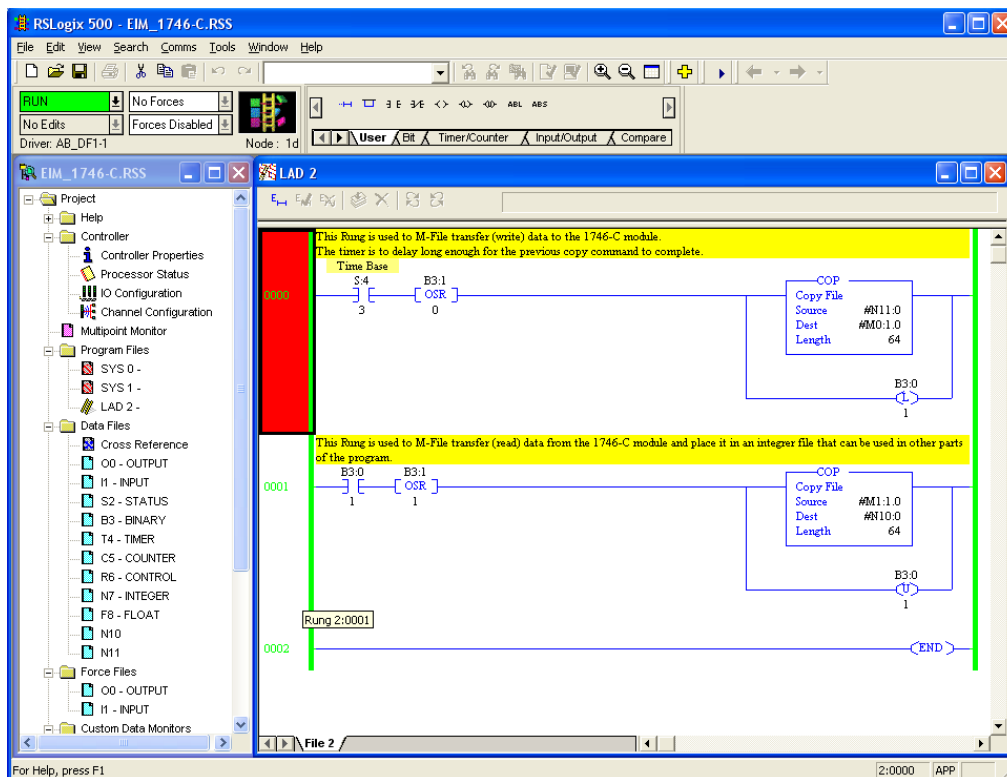 RSLogix 500 - EIM_1746-C.RSS
File Edit View Search Comms Tools Window Help
RUN
No Forces
No Edits
Forces Disabled
Driver: AB_DF1-1
Node : 1d
ABL ABS
User Bit Timer/Counter Input/Output Compare
EIM_1746-C.RSS
Project
Help
Controller
Controller Properties
Processor Status
IO Configuration
Channel Configuration
Multipoint Monitor
Program Files
SYS 0 -
SYS 1 -
LAD 2 -
Data Files
Cross Reference
O0 - OUTPUT
I1 - INPUT
S2 - STATUS
B3 - BINARY
T4 - TIMER
C5 - COUNTER
R6 - CONTROL
N7 - INTEGER
F8 - FLOAT
N10
N11
Force Files
O0 - OUTPUT
I1 - INPUT
Custom Data Monitors
LAD 2
This Rung is used to M-File transfer (write) data to the 1746-C module.
The timer is to delay long enough for the previous copy command to complete.
Time Base
S:4
B3:1
0000
OSR
3
0
COP
Copy File
Source #N11:0
Dest #M0:1.0
Length 64
B3:0
L
1
This Rung is used to M-File transfer (read) data from the 1746-C module and place it in an integrer file that can be used in other parts
of the program.
B3:0
B3:1
0001
OSR
1
1
COP
Copy File
Source #M1:1.0
Dest #N10:0
Length 64
B3:0
U
1
Rung 2:0001
0002
END
File 2
For Help, press F1
2:0000
APP